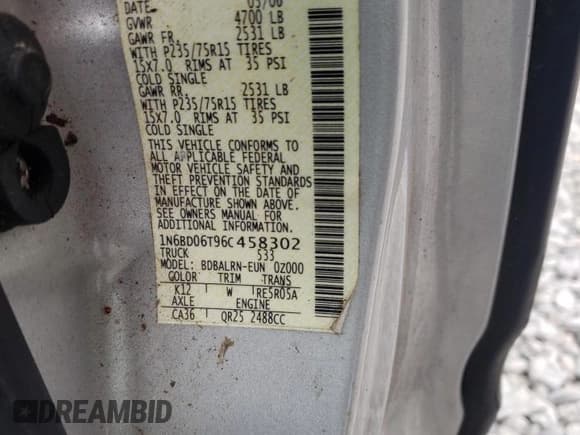 DATE 03/06
GVWR 4700 LB
GAWR FR. 2531 LB
WITH P235/75R15 TIRES
15x7.0 RIMS AT 35 PSI
COLD SINGLE
GAWR RR. 2531 LB
WITH P235/75R15 TIRES
15x7.0 RIMS AT 35 PSI
COLD SINGLE
THIS VEHICLE CONFORMS TO
ALL APPLICABLE FEDERAL
MOTOR VEHICLE SAFETY AND
THEFT PREVENTION STANDARDS
IN EFFECT ON THE DATE OF
MANUFACTURE SHOWN ABOVE.
SEE OWNERS MANUAL FOR
ADDITIONAL INFORMATION
1N6BD06T96C458302
TRUCK 533
MODEL BDBALRN-EUN 0Z000
COLOR TRIM TRANS
K12 W RE5R05A
AXLE ENGINE
CA36 QR25 2488CC
DREAMBID